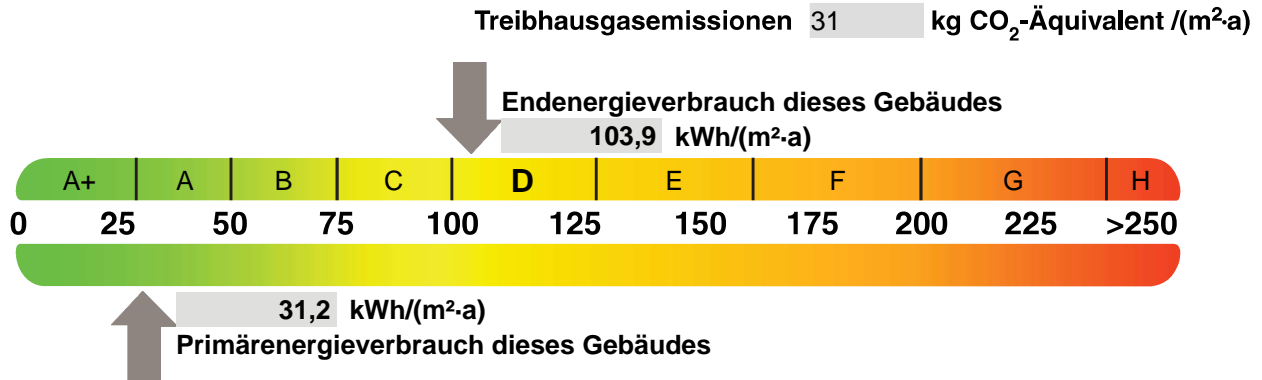 Treibhausgasemissionen 31 kg CO₂-Äquivalent /(m²·a)
Endenergieverbrauch dieses Gebäudes
103,9 kWh/(m²·a)
A+ A B C D E F G H
0 25 50 75 100 125 150 175 200 225 >250
31,2 kWh/(m²·a)
Primärenergieverbrauch dieses Gebäudes